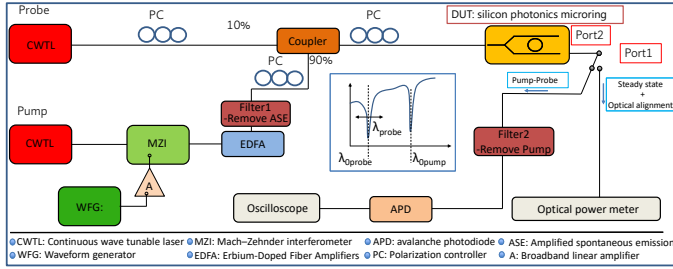 Probe
PC
10%
PC
DUT: silicon photonics microring
CWTL
Coupler
Port2
Port1
PC
90%
Pump-Probe
Steady state
+
Optical alignment
Filter1
-Remove ASE
λprobe
λ0probe
λ0pump
Pump
CWTL
MZI
EDFA
Filter2
-Remove Pump
A
WFG:
Oscilloscope
APD
Optical power meter
CWTL: Continuous wave tunable laser MZI: Mach–Zehnder interferometer APD: avalanche photodiode ASE: Amplified spontaneous emission
WFG: Waveform generator EDFA: Erbium-Doped Fiber Amplifiers PC: Polarization controller A: Broadband linear amplifier